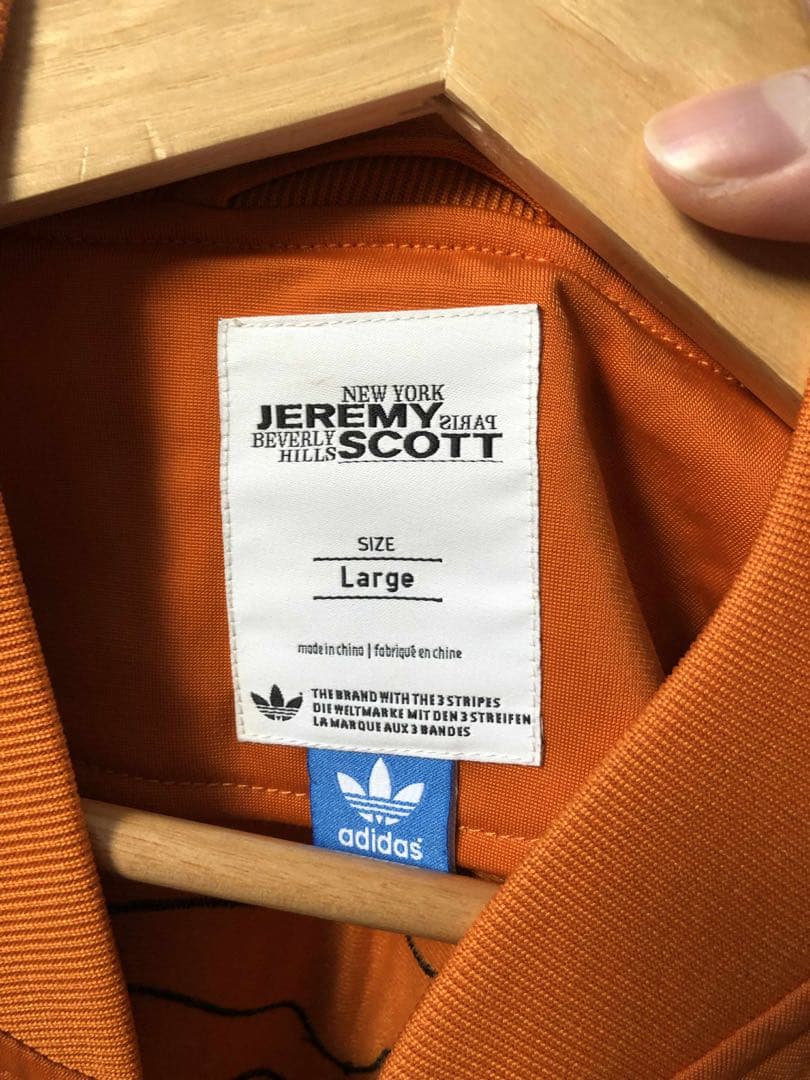 NEW YORK
JEREMY PARIS
BEVERLY
HILLS SCOTT
SIZE
Large
made in china | fabriqué en chine
THE BRAND WITH THE 3 STRIPES
DIE WELTMARKE MIT DEN 3 STREIFEN
LA MARQUE AUX 3 BANDES
adidas